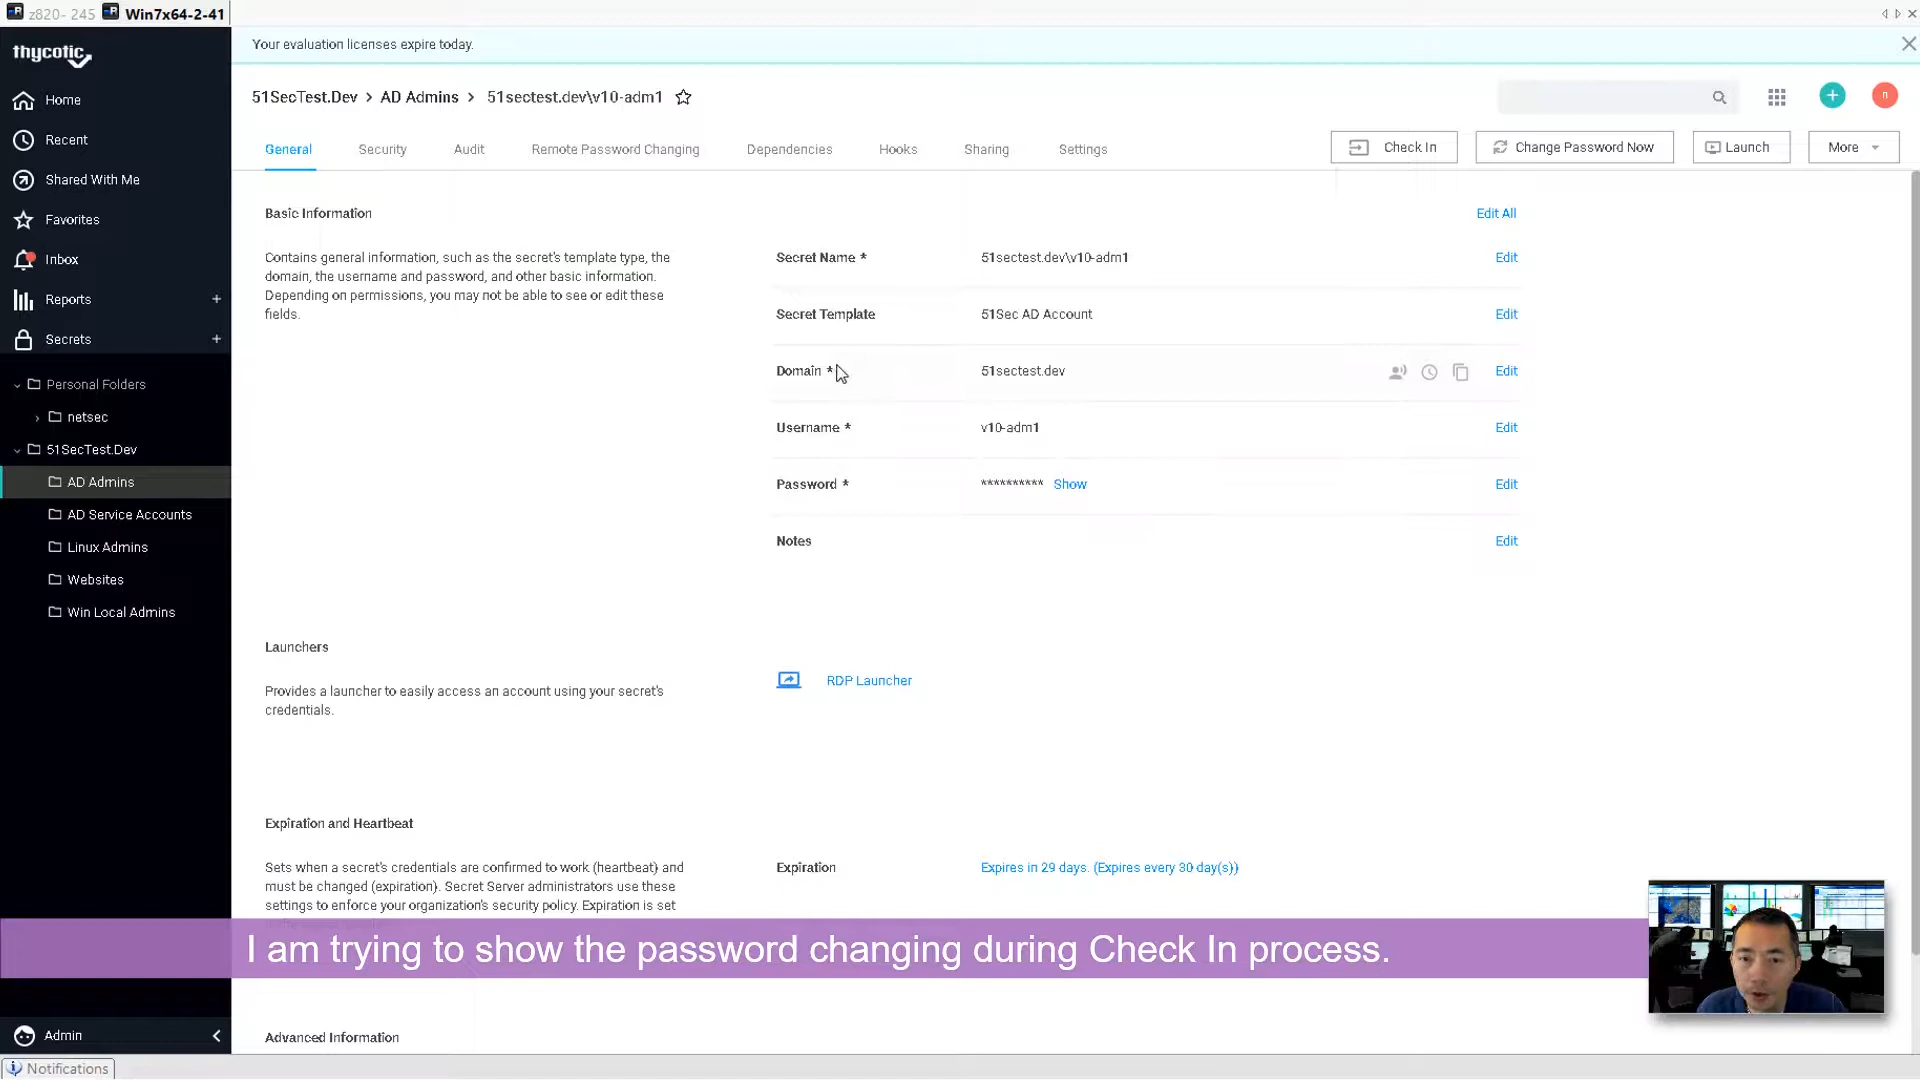 z820- 245
Win7x64-2-41
thycotic
Your evaluation licenses expire today.
51SecTest.Dev > AD Admins > 51sectest.dev\v10-adm1
n
Home
Recent
Shared With Me
Favorites
Inbox
Reports
Secrets
Personal Folders
netsec
51SecTest.Dev
AD Admins
AD Service Accounts
Linux Admins
Websites
Win Local Admins
Admin
Notifications
General
Security
Audit
Remote Password Changing
Dependencies
Hooks
Sharing
Settings
Check In
Change Password Now
Launch
More
Basic Information
Edit All
Contains general information, such as the secret's template type, the
domain, the username and password, and other basic information.
Depending on permissions, you may not be able to see or edit these
fields.
Secret Name * 51sectest.dev\v10-adm1 Edit
Secret Template 51Sec AD Account Edit
Domain * 51sectest.dev Edit
Username * v10-adm1 Edit
Password * ********** Show Edit
Notes Edit
Launchers
Provides a launcher to easily access an account using your secret's
credentials.
RDP Launcher
Expiration and Heartbeat
Sets when a secret's credentials are confirmed to work (heartbeat) and
must be changed (expiration). Secret Server administrators use these
settings to enforce your organization's security policy. Expiration is set
Expiration Expires in 29 days. (Expires every 30 day(s))
I am trying to show the password changing during Check In process.
Advanced Information